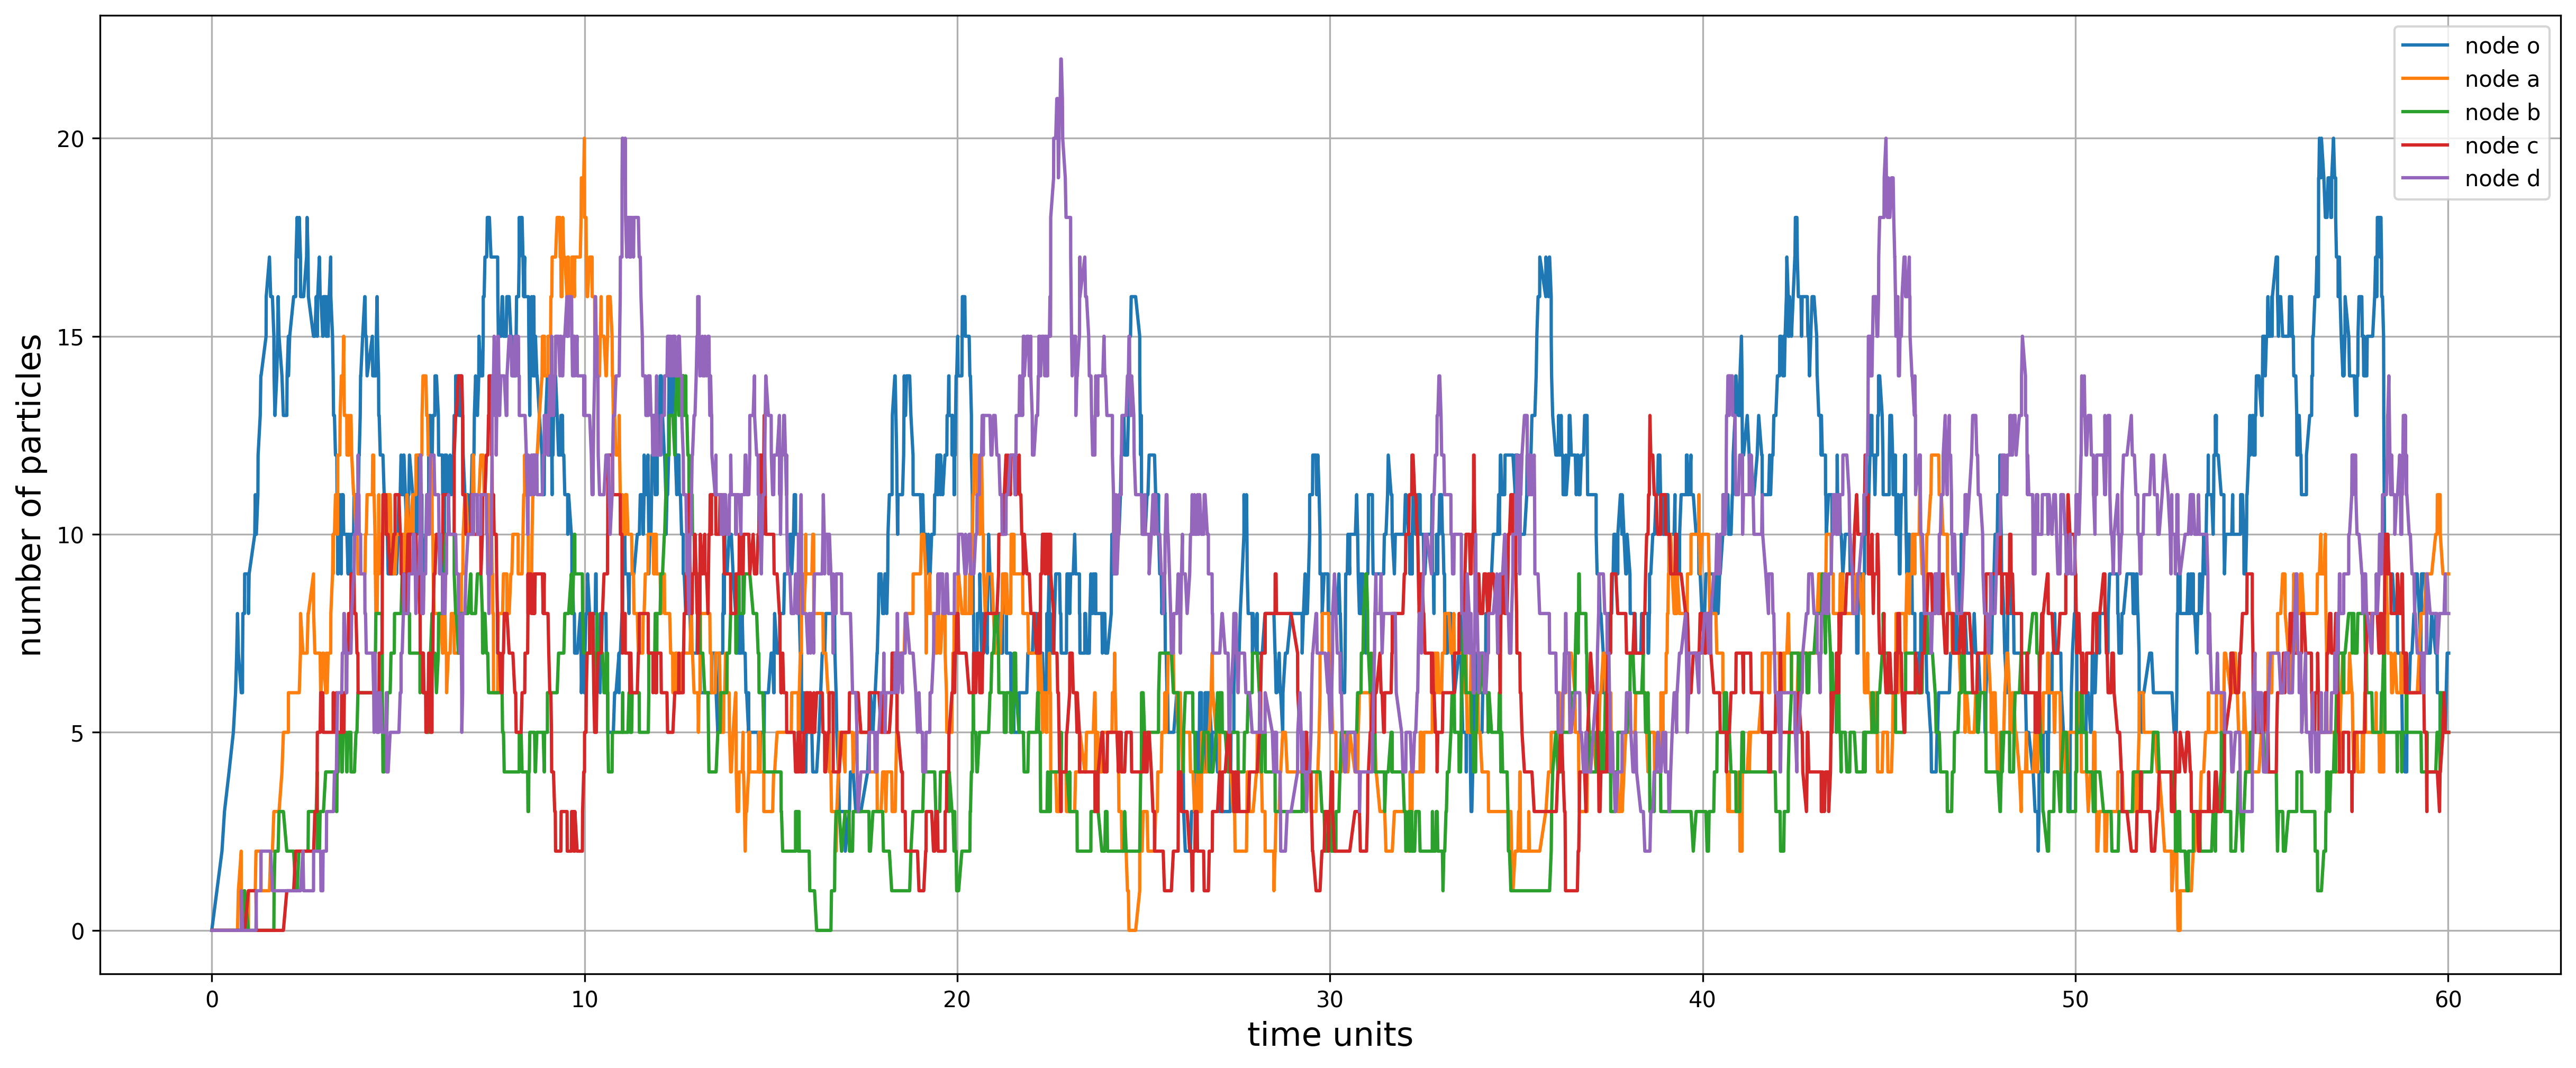 number of particles
20
15
10
5
0
0 10 20 30 40 50 60
time units
node o
node a
node b
node c
node d